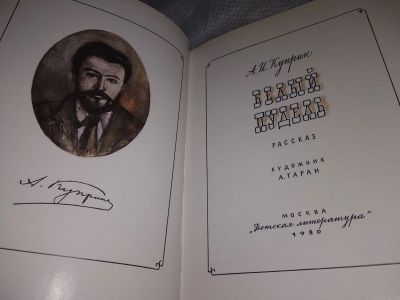 А. Куприн
А. И. Куприн
БЕЛЫЙ
ПУДЕЛЬ
РАССКАЗ
ХУДОЖНИК
А. ТАРАН
МОСКВА
„Детская литература"
1980